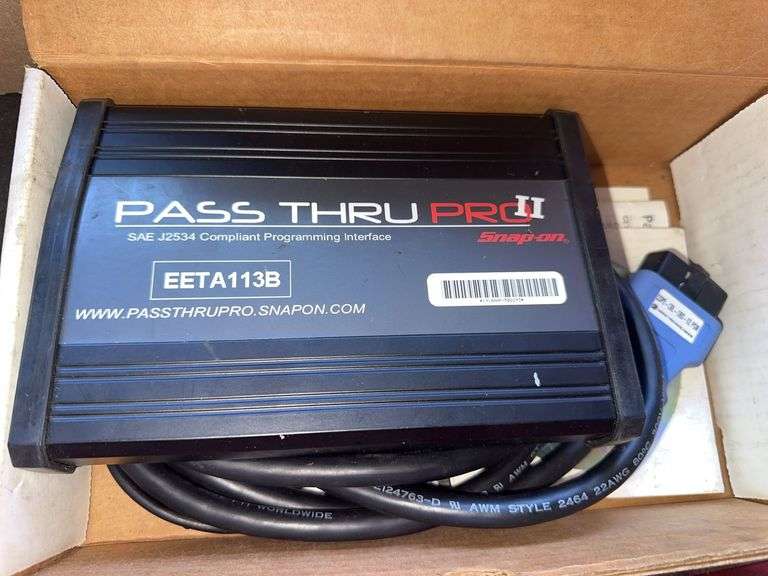 PASS THRU PRO II
SAE J2534 Compliant Programming Interface
Snap-on
EETA113B
WWW.PASSTHRUPRO.SNAPON.COM
24763-D
AWM STYLE 2464 22AWG
WORLDWIDE